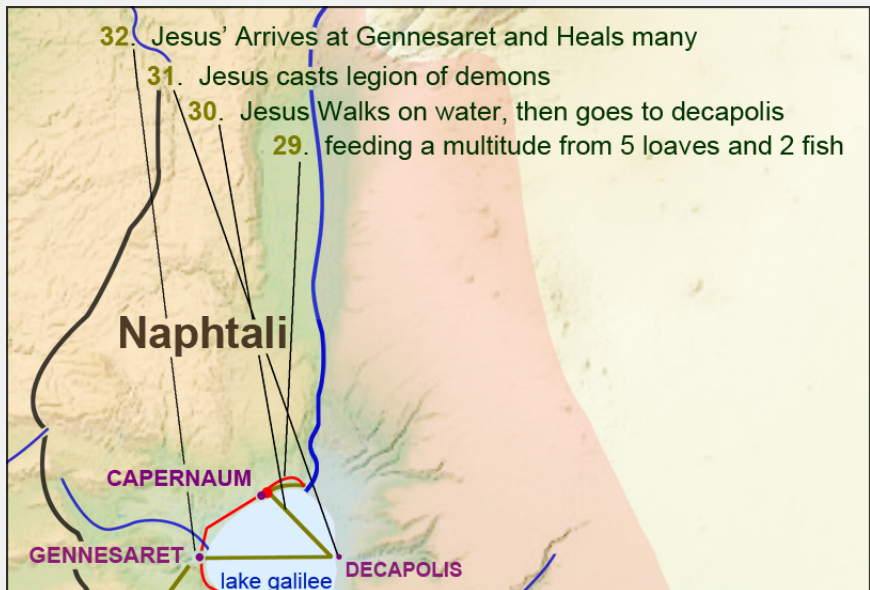 32. Jesus’ Arrives at Gennesaret and Heals many
31. Jesus casts legion of demons
30. Jesus Walks on water, then goes to decapolis
29. feeding a multitude from 5 loaves and 2 fish
Naphtali
CAPERNAUM
GENNESARET
DECAPOLIS
lake galilee